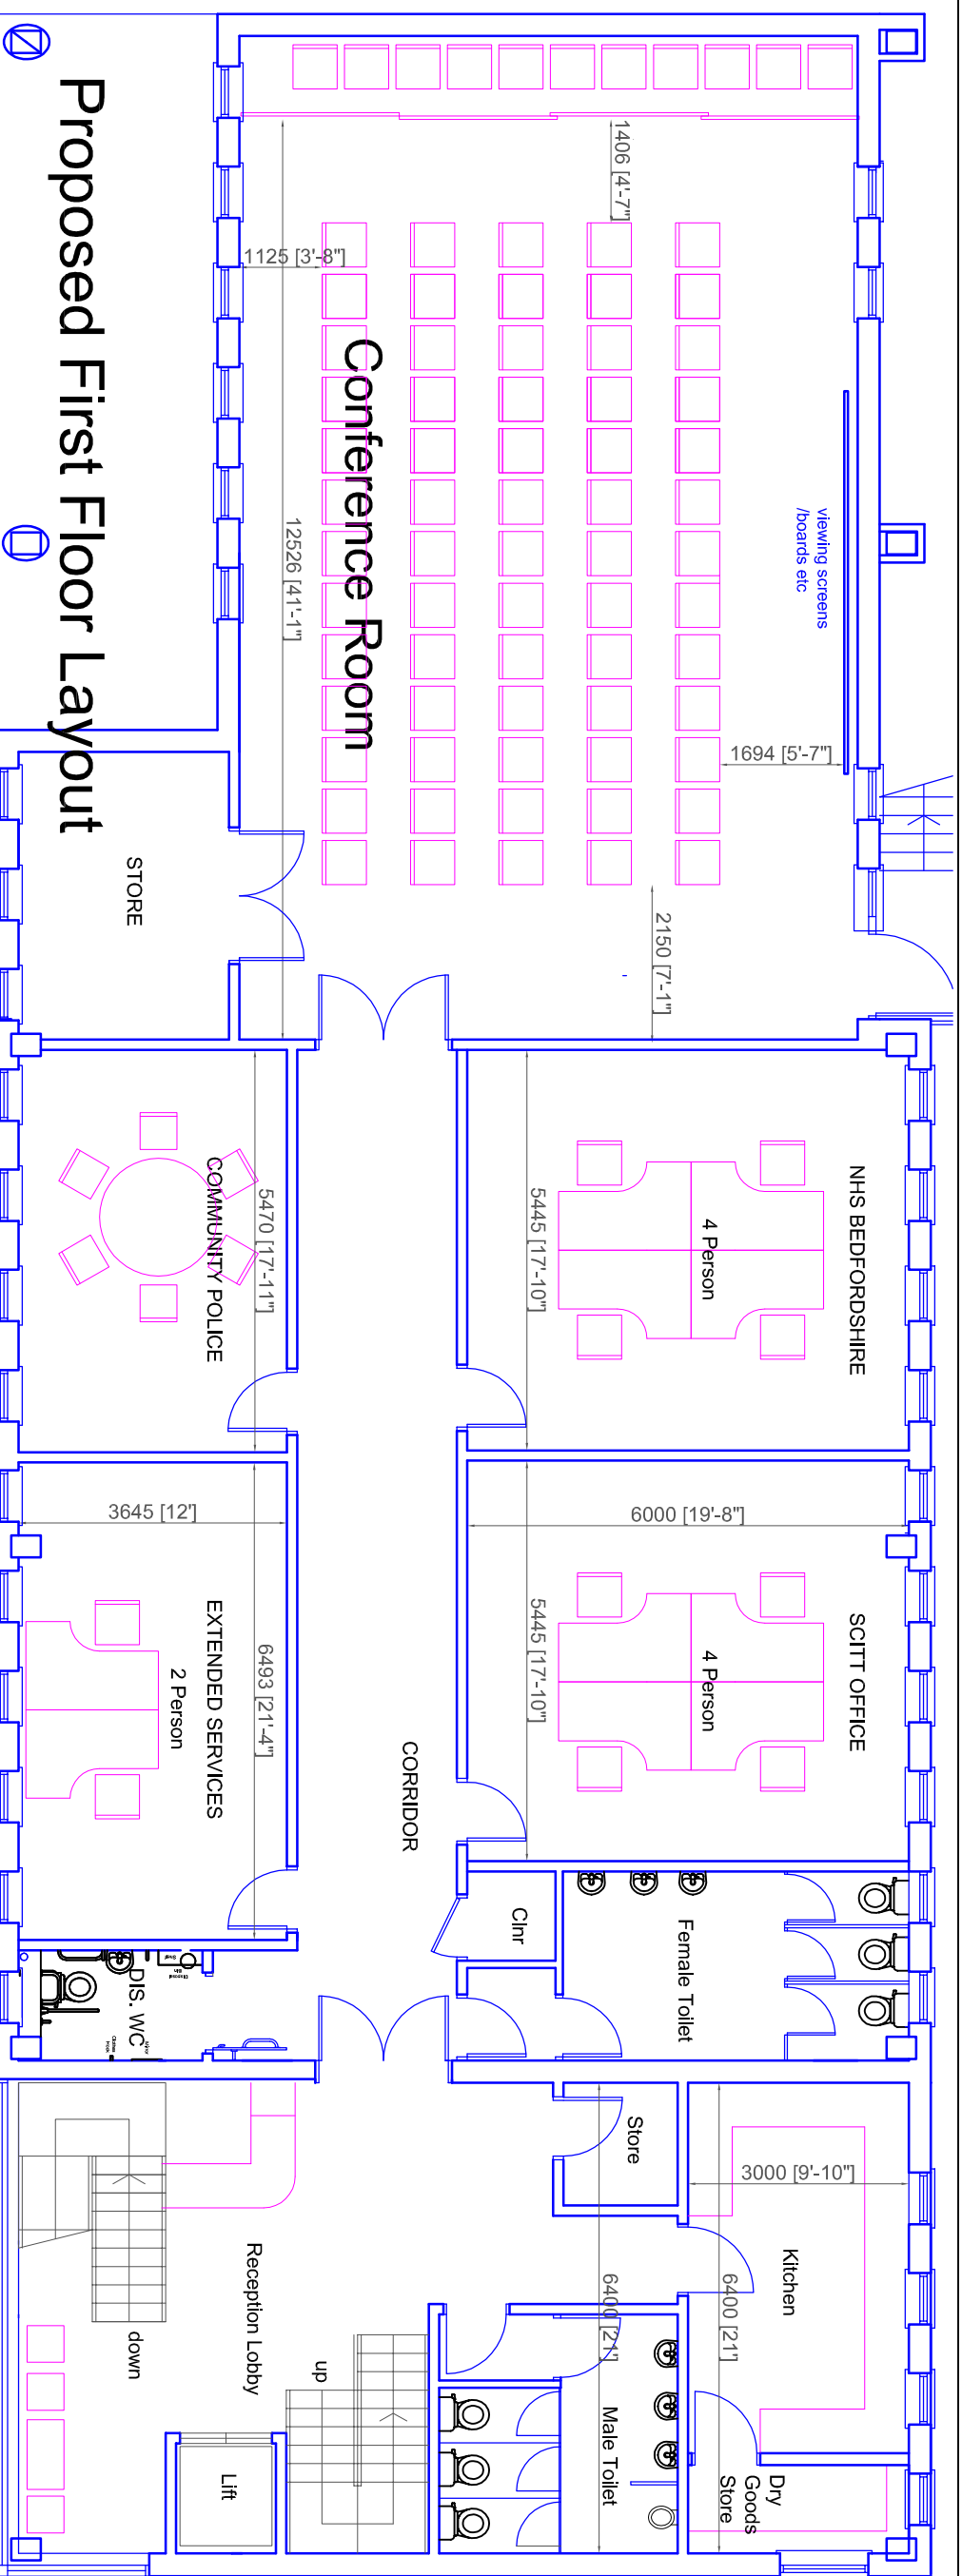 Proposed First Floor Layout
Conference Room
viewing screens
/boards etc
1406 [4'-7"]
1125 [3'-8"]
12526 [41'-1"]
1694 [5'-7"]
2150 [7'-1"]
STORE
NHS BEDFORDSHIRE
4 Person
5445 [17'-10"]
COMMUNITY POLICE
5470 [17'-11"]
SCITT OFFICE
4 Person
6000 [19'-8"]
5445 [17'-10"]
EXTENDED SERVICES
2 Person
3645 [12']
6493 [21'-4"]
CORRIDOR
Clnr
Female Toilet
DIS. WC
Store
Kitchen
3000 [9'-10"]
6400 [21']
6400 [21']
Reception Lobby
down
up
Lift
Male Toilet
Dry
Goods
Store